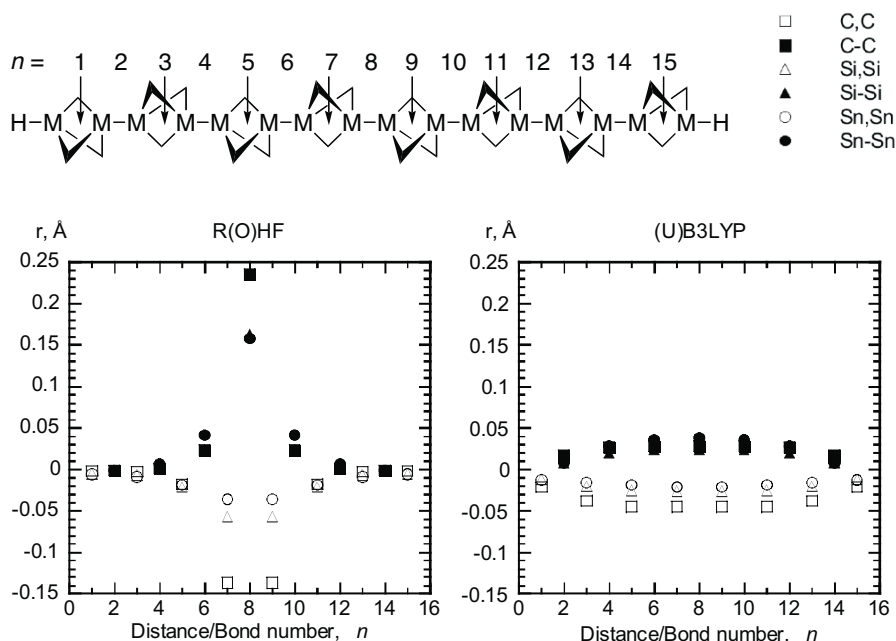 n = 1 2 3 4 5 6 7 8 9 10 11 12 13 14 15
H M M M M M M M M M M M M M M M M H
C,C
C-C
Si,Si
Si-Si
Sn,Sn
Sn-Sn
r, Å
R(O)HF
0.25
0.2
0.15
0.1
0.05
0
-0.05
-0.1
-0.15
0 2 4 6 8 10 12 14 16
Distance/Bond number, n
r, Å
(U)B3LYP
0.25
0.2
0.15
0.1
0.05
0
-0.05
-0.1
-0.15
0 2 4 6 8 10 12 14 16
Distance/Bond number, n